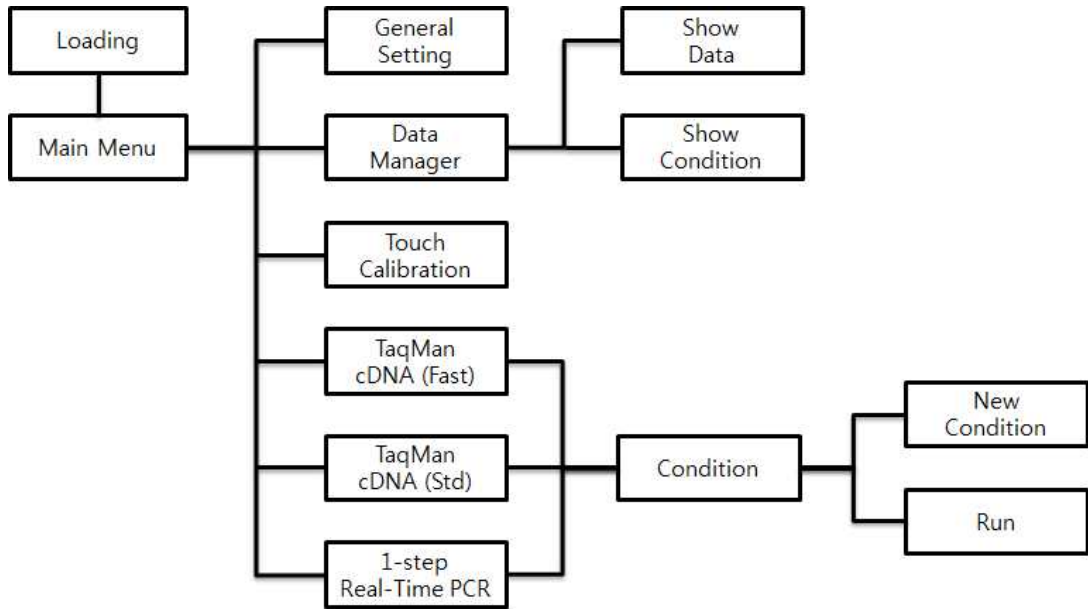 Loading
Main Menu
General
Setting
Data
Manager
Touch
Calibration
TaqMan
cDNA (Fast)
TaqMan
cDNA (Std)
1-step
Real-Time PCR
Show
Data
Show
Condition
Condition
New
Condition
Run